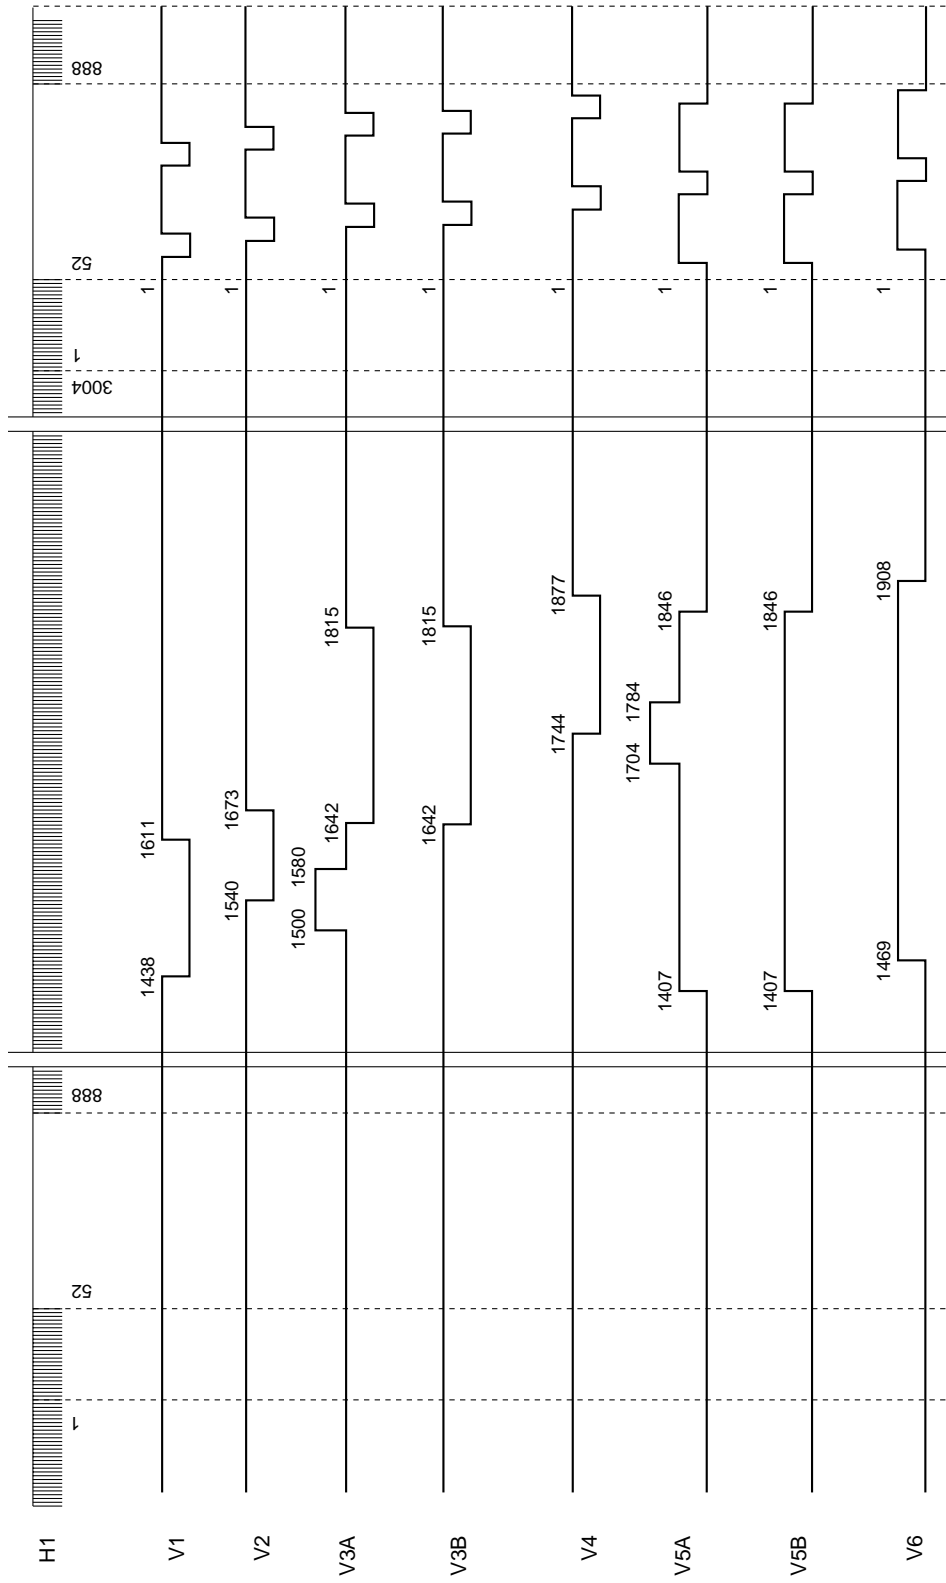 H1
1 52 888 3004 1 52 888
V1 1438 1611 1
V2 1540 1673 1
V3A 1500 1580 1642 1815 1
V3B 1642 1815 1
V4 1744 1877 1
V5A 1407 1704 1784 1846 1
V5B 1407 1846 1
V6 1469 1908 1